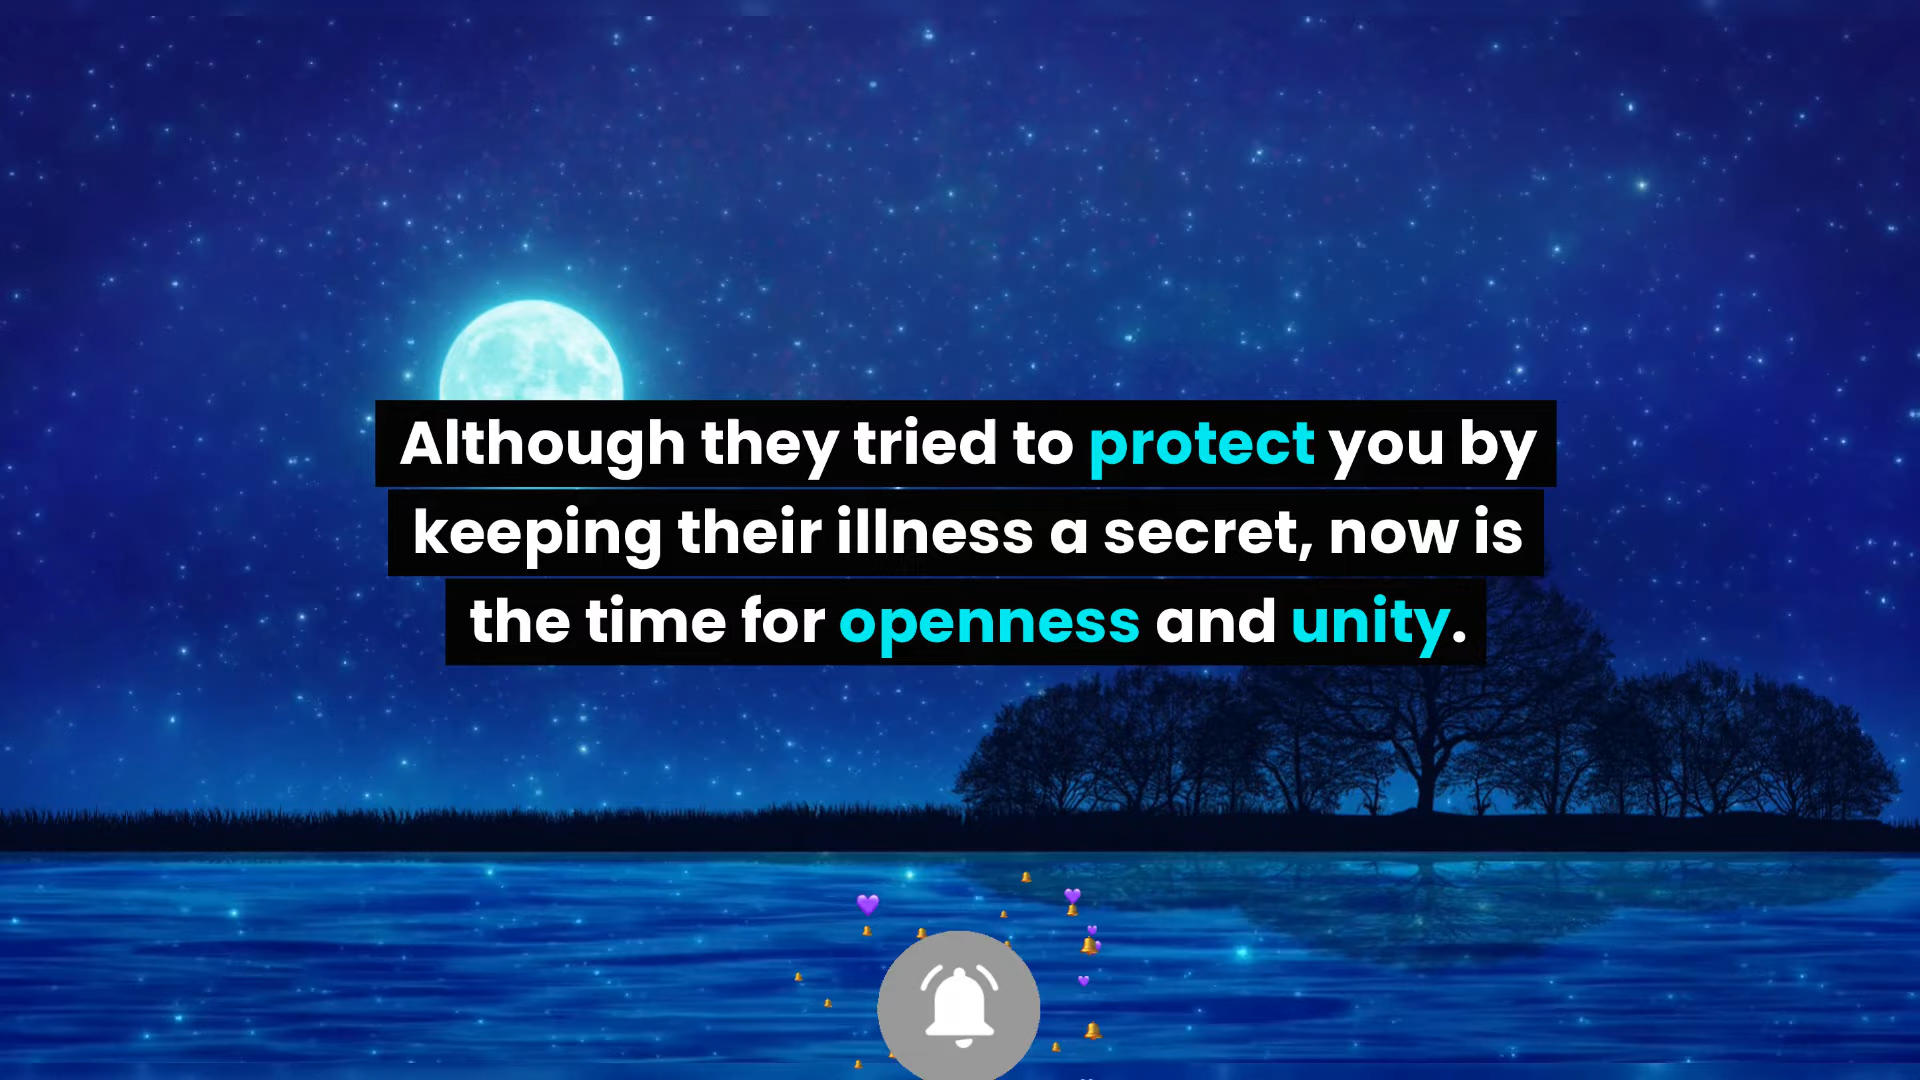 Although they tried to protect you by
keeping their illness a secret, now is
the time for openness and unity.